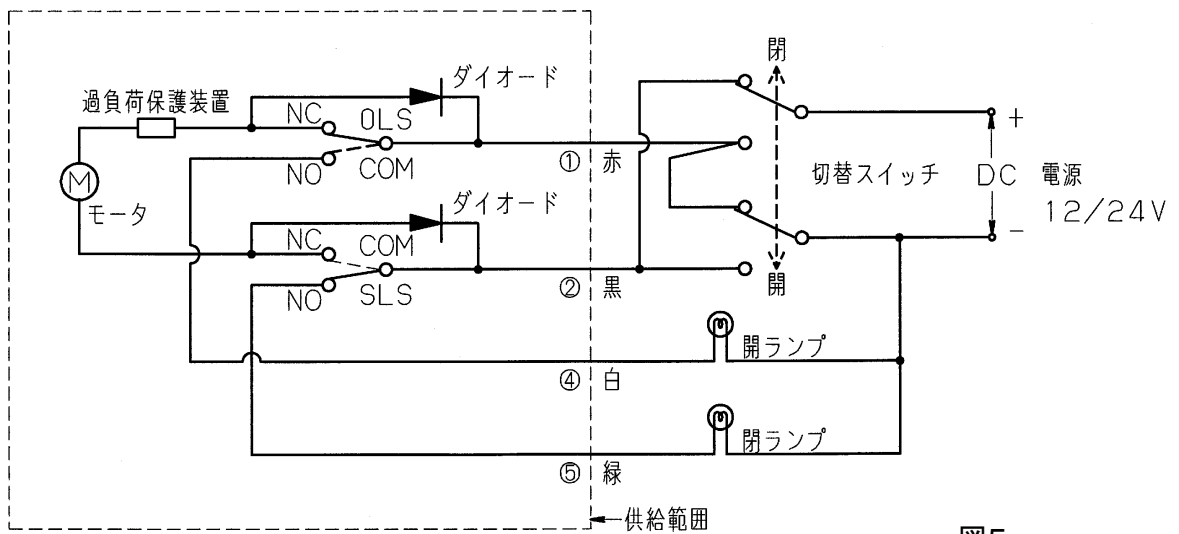 閉
ダイオード
過負荷保護装置
NC
OLS
+
NO
COM
① 赤
切替スイッチ
DC 電源
12/24V
M
モータ
ダイオード
NC
COM
-
NO
SLS
② 黒
開
開ランプ
④ 白
閉ランプ
⑤ 緑
供給範囲